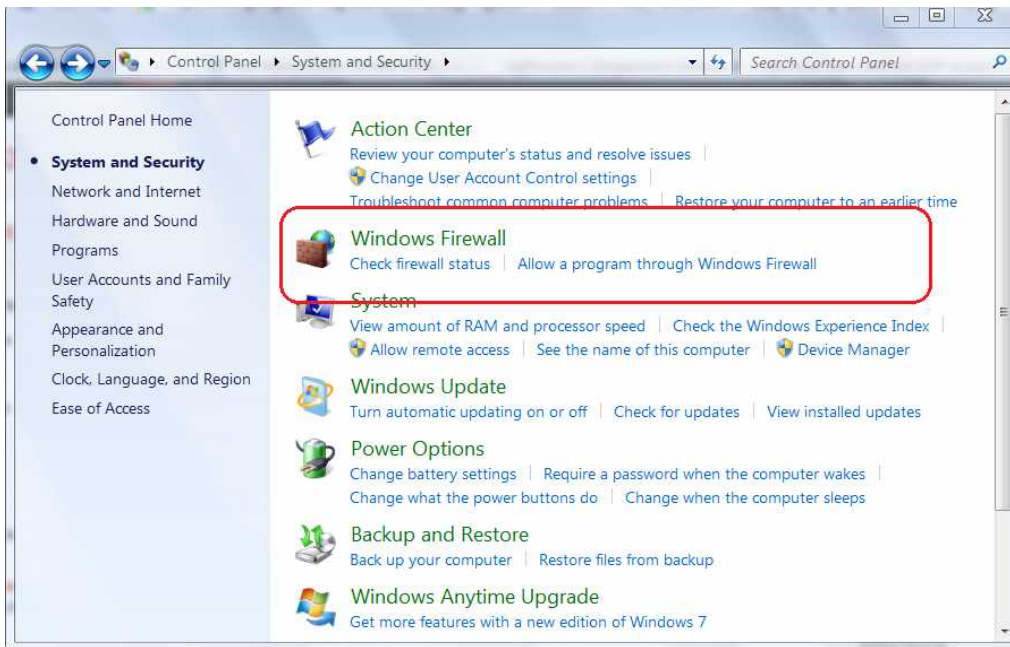 Control Panel ▸ System and Security ▸
Search Control Panel
Control Panel Home
System and Security
Network and Internet
Hardware and Sound
Programs
User Accounts and Family
Safety
Appearance and
Personalization
Clock, Language, and Region
Ease of Access
Action Center
Review your computer's status and resolve issues
Change User Account Control settings
Troubleshoot common computer problems | Restore your computer to an earlier time
Windows Firewall
Check firewall status | Allow a program through Windows Firewall
System
View amount of RAM and processor speed | Check the Windows Experience Index
Allow remote access | See the name of this computer | Device Manager
Windows Update
Turn automatic updating on or off | Check for updates | View installed updates
Power Options
Change battery settings | Require a password when the computer wakes
Change what the power buttons do | Change when the computer sleeps
Backup and Restore
Back up your computer | Restore files from backup
Windows Anytime Upgrade
Get more features with a new edition of Windows 7